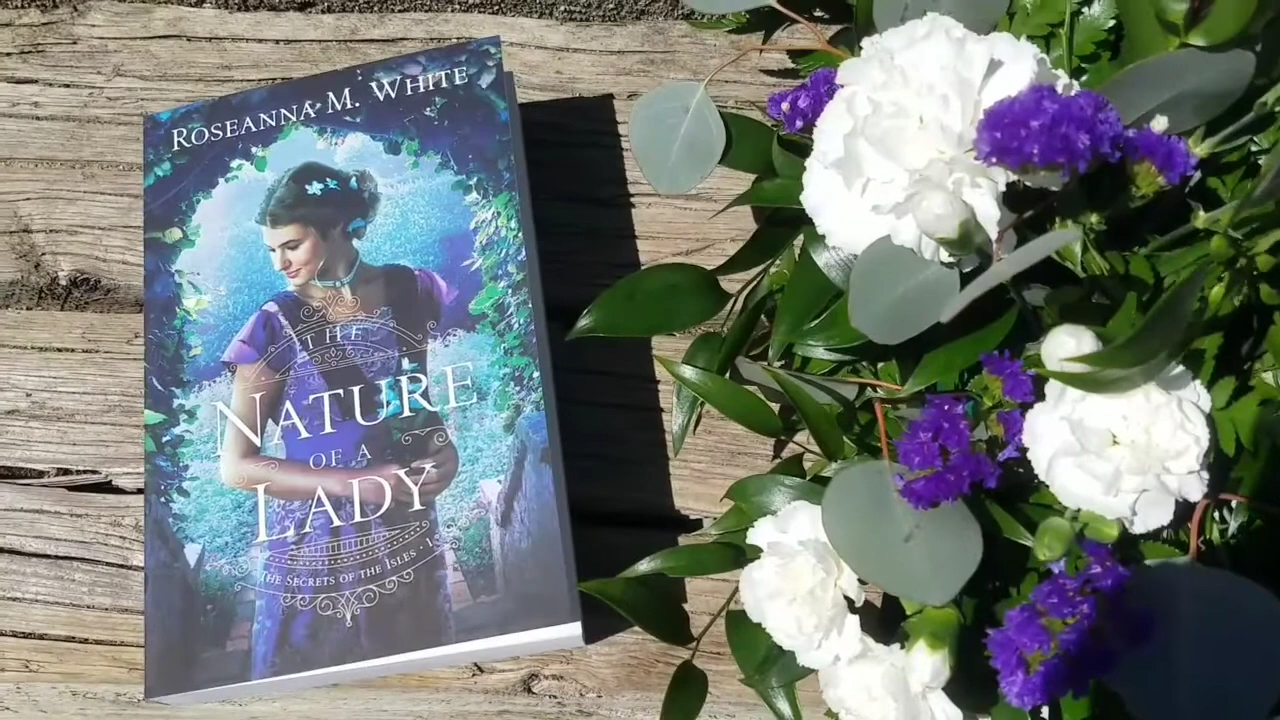 ROSEANNA M. WHITE
THE
NATURE
OF A
LADY
THE SECRETS OF THE ISLES · 1